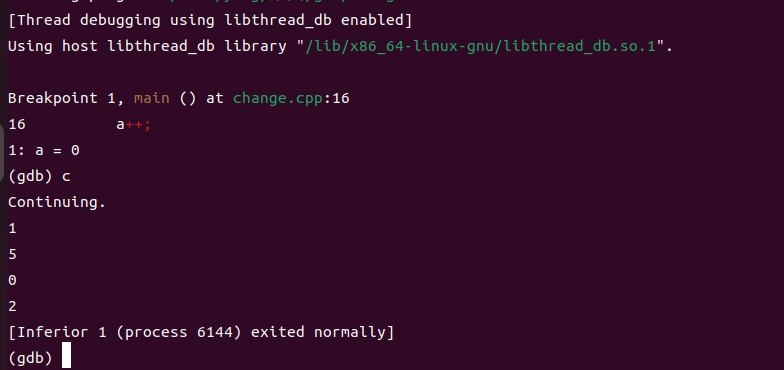 [Thread debugging using libthread_db enabled]
Using host libthread_db library "/lib/x86_64-linux-gnu/libthread_db.so.1".
Breakpoint 1, main () at change.cpp:16
16          a++;
1: a = 0
(gdb) c
Continuing.
1
5
0
2
[Inferior 1 (process 6144) exited normally]
(gdb)